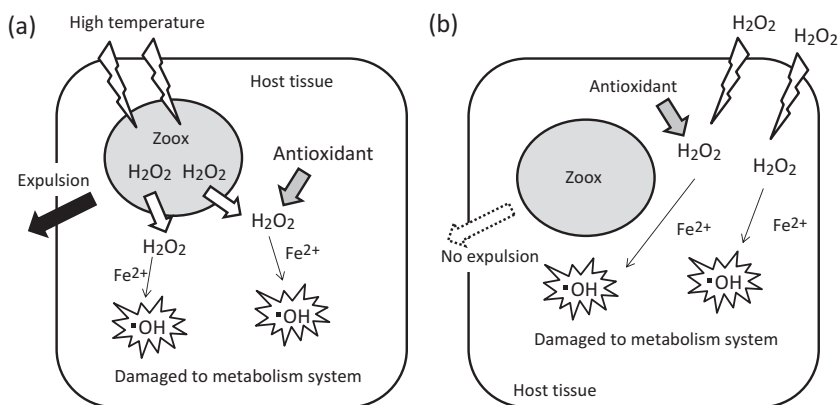 (a)
High temperature
Host tissue
Zoox
H₂O₂ H₂O₂
Antioxidant
Expulsion
H₂O₂
H₂O₂
Fe²⁺
Fe²⁺
▪OH
▪OH
Damaged to metabolism system
(b)
H₂O₂
H₂O₂
Antioxidant
H₂O₂
H₂O₂
Zoox
Fe²⁺
Fe²⁺
No expulsion
▪OH
▪OH
Damaged to metabolism system
Host tissue